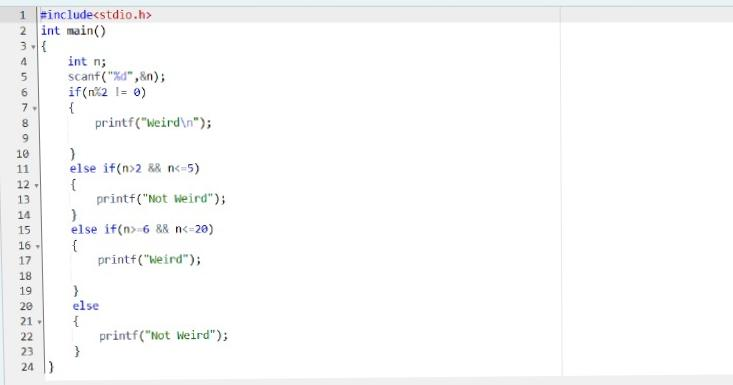 1 #include<stdio.h>
2 int main()
3 {
4 int n;
5 scanf("%d",&n);
6 if(n%2 != 0)
7 {
8 printf("Weird\n");
9
10 }
11 else if(n>2 && n<=5)
12 {
13 printf("Not Weird");
14 }
15 else if(n>=6 && n<=20)
16 {
17 printf("Weird");
18
19 }
20 else
21 {
22 printf("Not Weird");
23 }
24 }